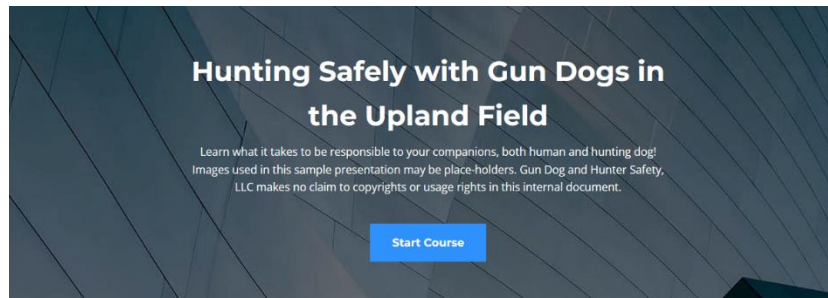 Hunting Safely with Gun Dogs in
the Upland Field
Learn what it takes to be responsible to your companions, both human and hunting dog!
Images used in this sample presentation may be place-holders. Gun Dog and Hunter Safety,
LLC makes no claim to copyrights or usage rights in this internal document.
Start Course